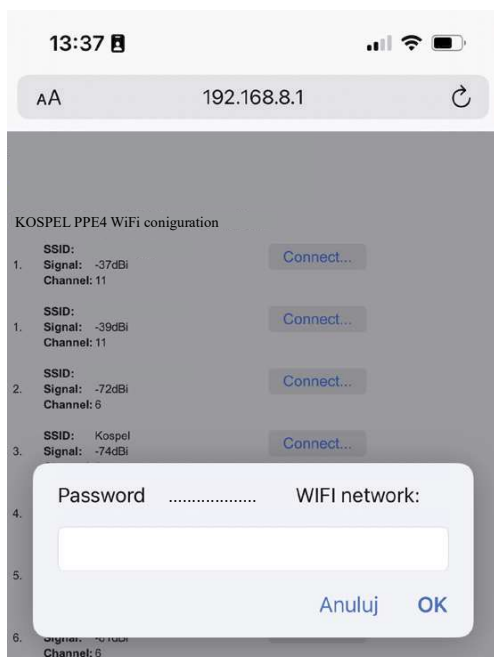 13:37
AA 192.168.8.1
KOSPEL PPE4 WiFi coniguration
SSID:
1. Signal: -37dBi Connect...
Channel: 11
SSID:
1. Signal: -39dBi Connect...
Channel: 11
SSID:
2. Signal: -72dBi Connect...
Channel: 6
SSID: Kospel
3. Signal: -74dBi Connect...
Password ................... WIFI network:
4.
5.
Anuluj OK
6.
Channel: 6